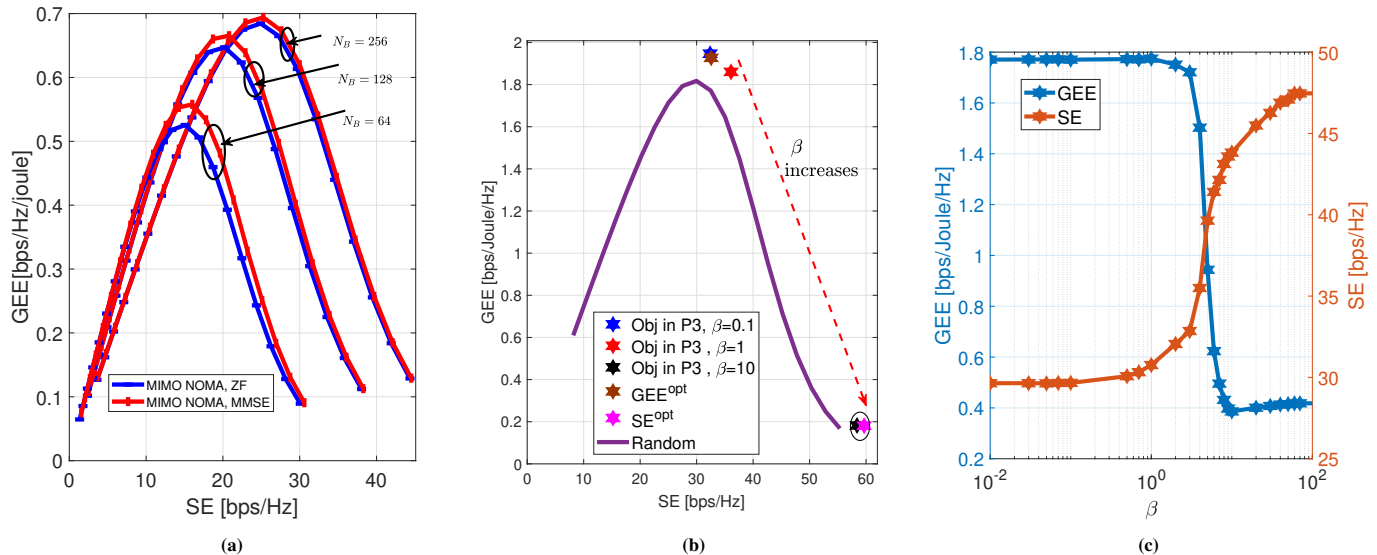 0.7
0.6
0.5
0.4
0.3
0.2
0.1
0
0 10 20 30 40
GEE[bps/Hz/joule]
SE [bps/Hz]
N_B = 256
N_B = 128
N_B = 64
MIMO NOMA, ZF
MIMO NOMA, MMSE
(a)
2
1.8
1.6
1.4
1.2
1
0.8
0.6
0.4
0.2
0
0 10 20 30 40 50 60
GEE [bps/Joule/Hz]
SE [bps/Hz]
β
increases
Obj in P3, β=0.1
Obj in P3 , β=1
Obj in P3 , β=10
GEE^opt
SE^opt
Random
(b)
1.8
1.6
1.4
1.2
1
0.8
0.6
0.4
0.2
GEE [bps/Joule/Hz]
GEE
SE
50
45
40
35
30
25
SE [bps/Hz]
10^-2 10^0 10^2
β
(c)